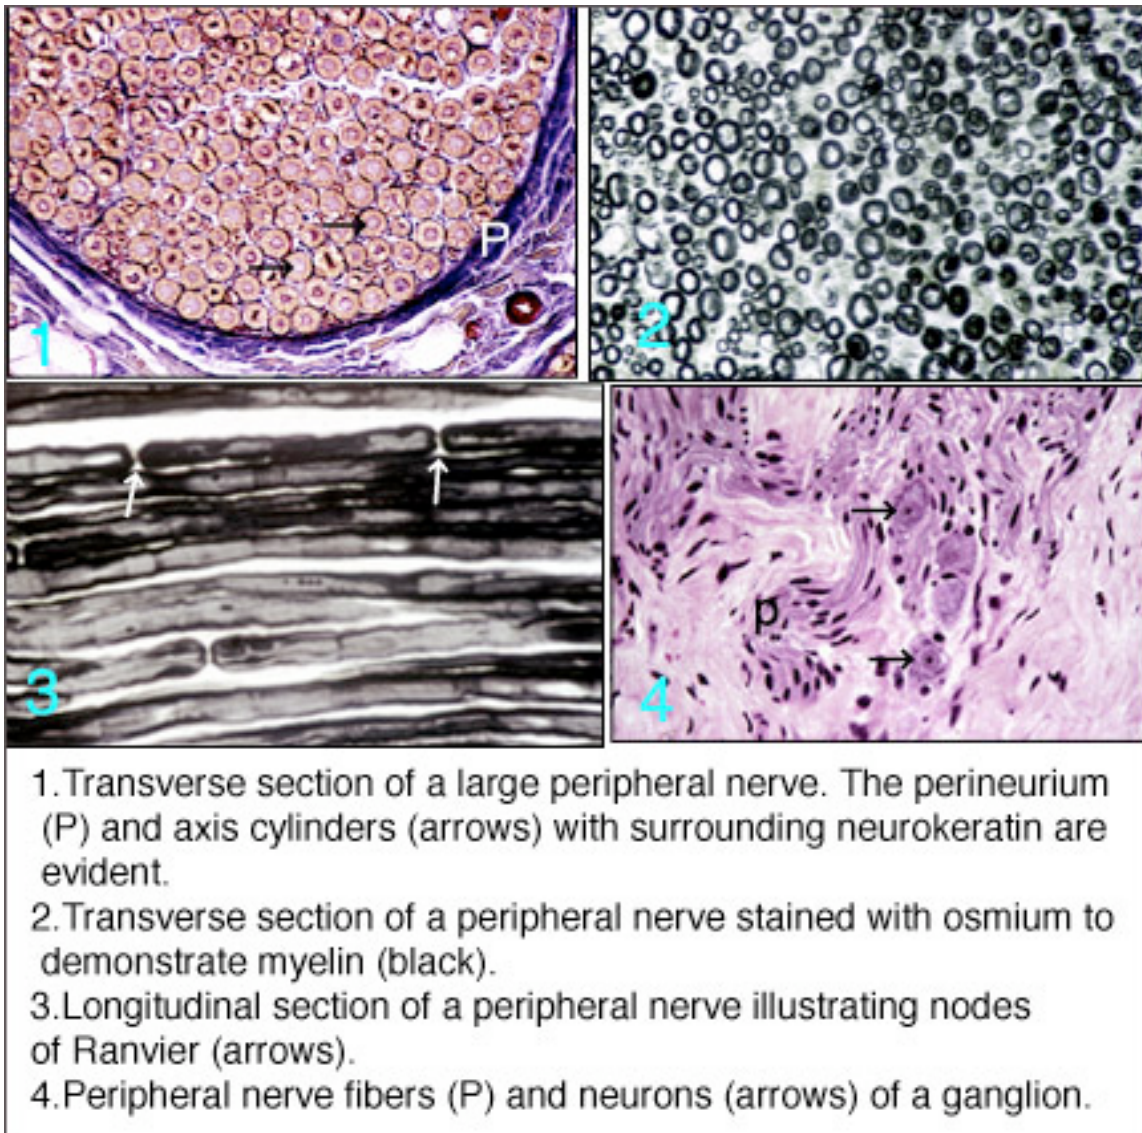 1
P
2
3
4
p
1.Transverse section of a large peripheral nerve. The perineurium
(P) and axis cylinders (arrows) with surrounding neurokeratin are
evident.
2.Transverse section of a peripheral nerve stained with osmium to
demonstrate myelin (black).
3.Longitudinal section of a peripheral nerve illustrating nodes
of Ranvier (arrows).
4.Peripheral nerve fibers (P) and neurons (arrows) of a ganglion.